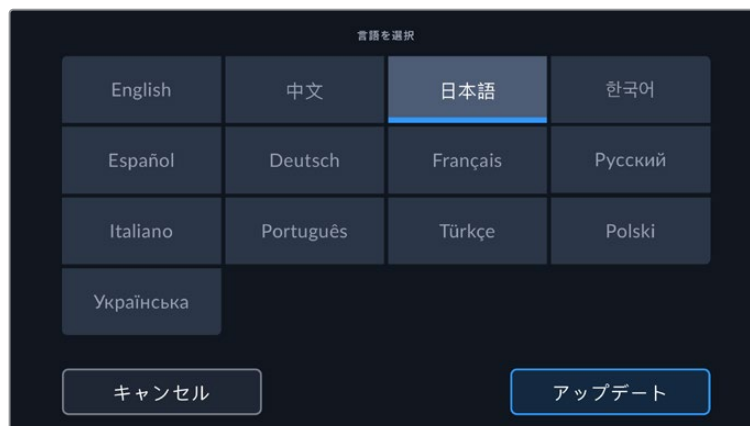 言語を選択
English 中文 日本語 한국어
Español Deutsch Français Русский
Italiano Português Türkçe Polski
Українська
キャンセル アップデート